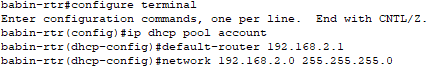 babin-rtr#configure terminal
Enter configuration commands, one per line.  End with CNTL/Z.
babin-rtr(config)#ip dhcp pool account
babin-rtr(dhcp-config)#default-router 192.168.2.1
babin-rtr(dhcp-config)#network 192.168.2.0 255.255.255.0